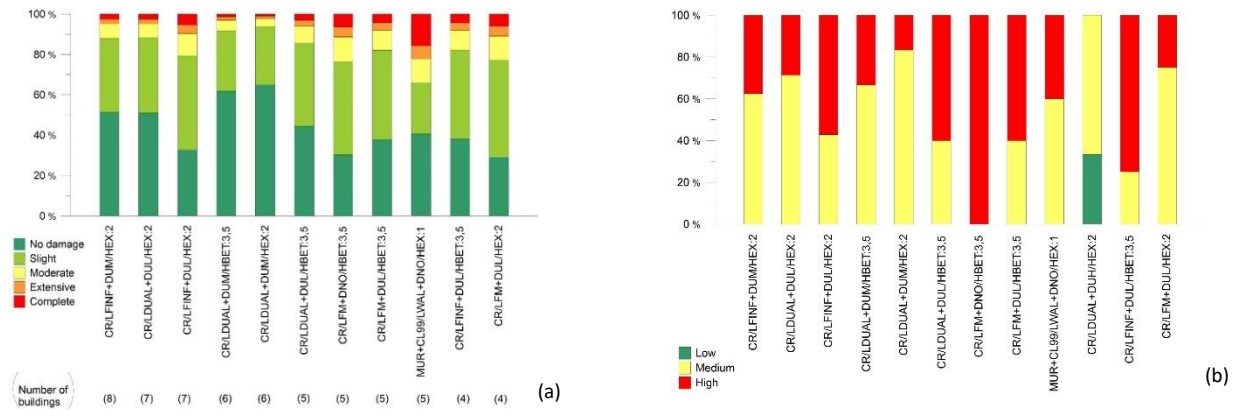 100 %
80 %
60 %
40 %
20 %
0 %
No damage
Slight
Moderate
Extensive
Complete
CR/LFINF+DUM/HEX:2
CR/LDUAL+DUL/HEX:2
CR/LFINF+DUL/HEX:2
CR/LDUAL+DUM/HBET:3,5
CR/LDUAL+DUM/HEX:2
CR/LDUAL+DUL/HBET:3,5
CR/LFM+DNO/HBET:3,5
CR/LFM+DUL/HBET:3,5
MUR+CL99/LWAL+DNO/HEX:1
CR/LFINF+DUL/HBET:3,5
CR/LFM+DUL/HEX:2
Number of
buildings
(8) (7) (7) (6) (6) (5) (5) (5) (5) (4) (4)
(a)
100 %
80 %
60 %
40 %
20 %
0 %
Low
Medium
High
CR/LFINF+DUM/HEX:2
CR/LDUAL+DUL/HEX:2
CR/LFINF+DUL/HEX:2
CR/LDUAL+DUM/HBET:3,5
CR/LDUAL+DUM/HEX:2
CR/LDUAL+DUL/HBET:3,5
CR/LFM+DNO/HBET:3,5
CR/LFM+DUL/HBET:3,5
MUR+CL99/LWAL+DNO/HEX:1
CR/LDUAL+DUH/HEX:2
CR/LFINF+DUL/HBET:3,5
CR/LFM+DUL/HEX:2
(b)